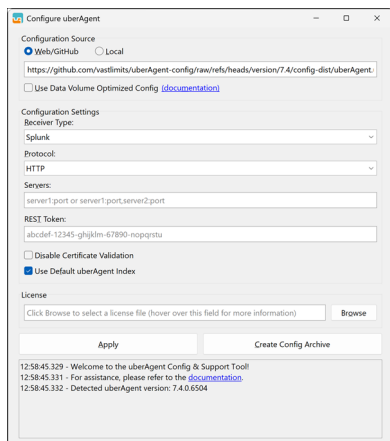 Configure uberAgent
Configuration Source
Web/GitHub Local
https://github.com/vastlimits/uberAgent-config/raw/refs/heads/version/7.4/config-dist/uberAgent.
Use Data Volume Optimized Config (documentation)
Configuration Settings
Receiver Type:
Splunk
Protocol:
HTTP
Servers:
server1:port or server1:port,server2:port
REST Token:
abcdef-12345-ghijklm-67890-nopqrstu
Disable Certificate Validation
Use Default uberAgent Index
License
Click Browse to select a license file (hover over this field for more information) Browse
Apply Create Config Archive
12:58:45.329 - Welcome to the uberAgent Config & Support Tool!
12:58:45.331 - For assistance, please refer to the documentation.
12:58:45.332 - Detected uberAgent version: 7.4.0.6504